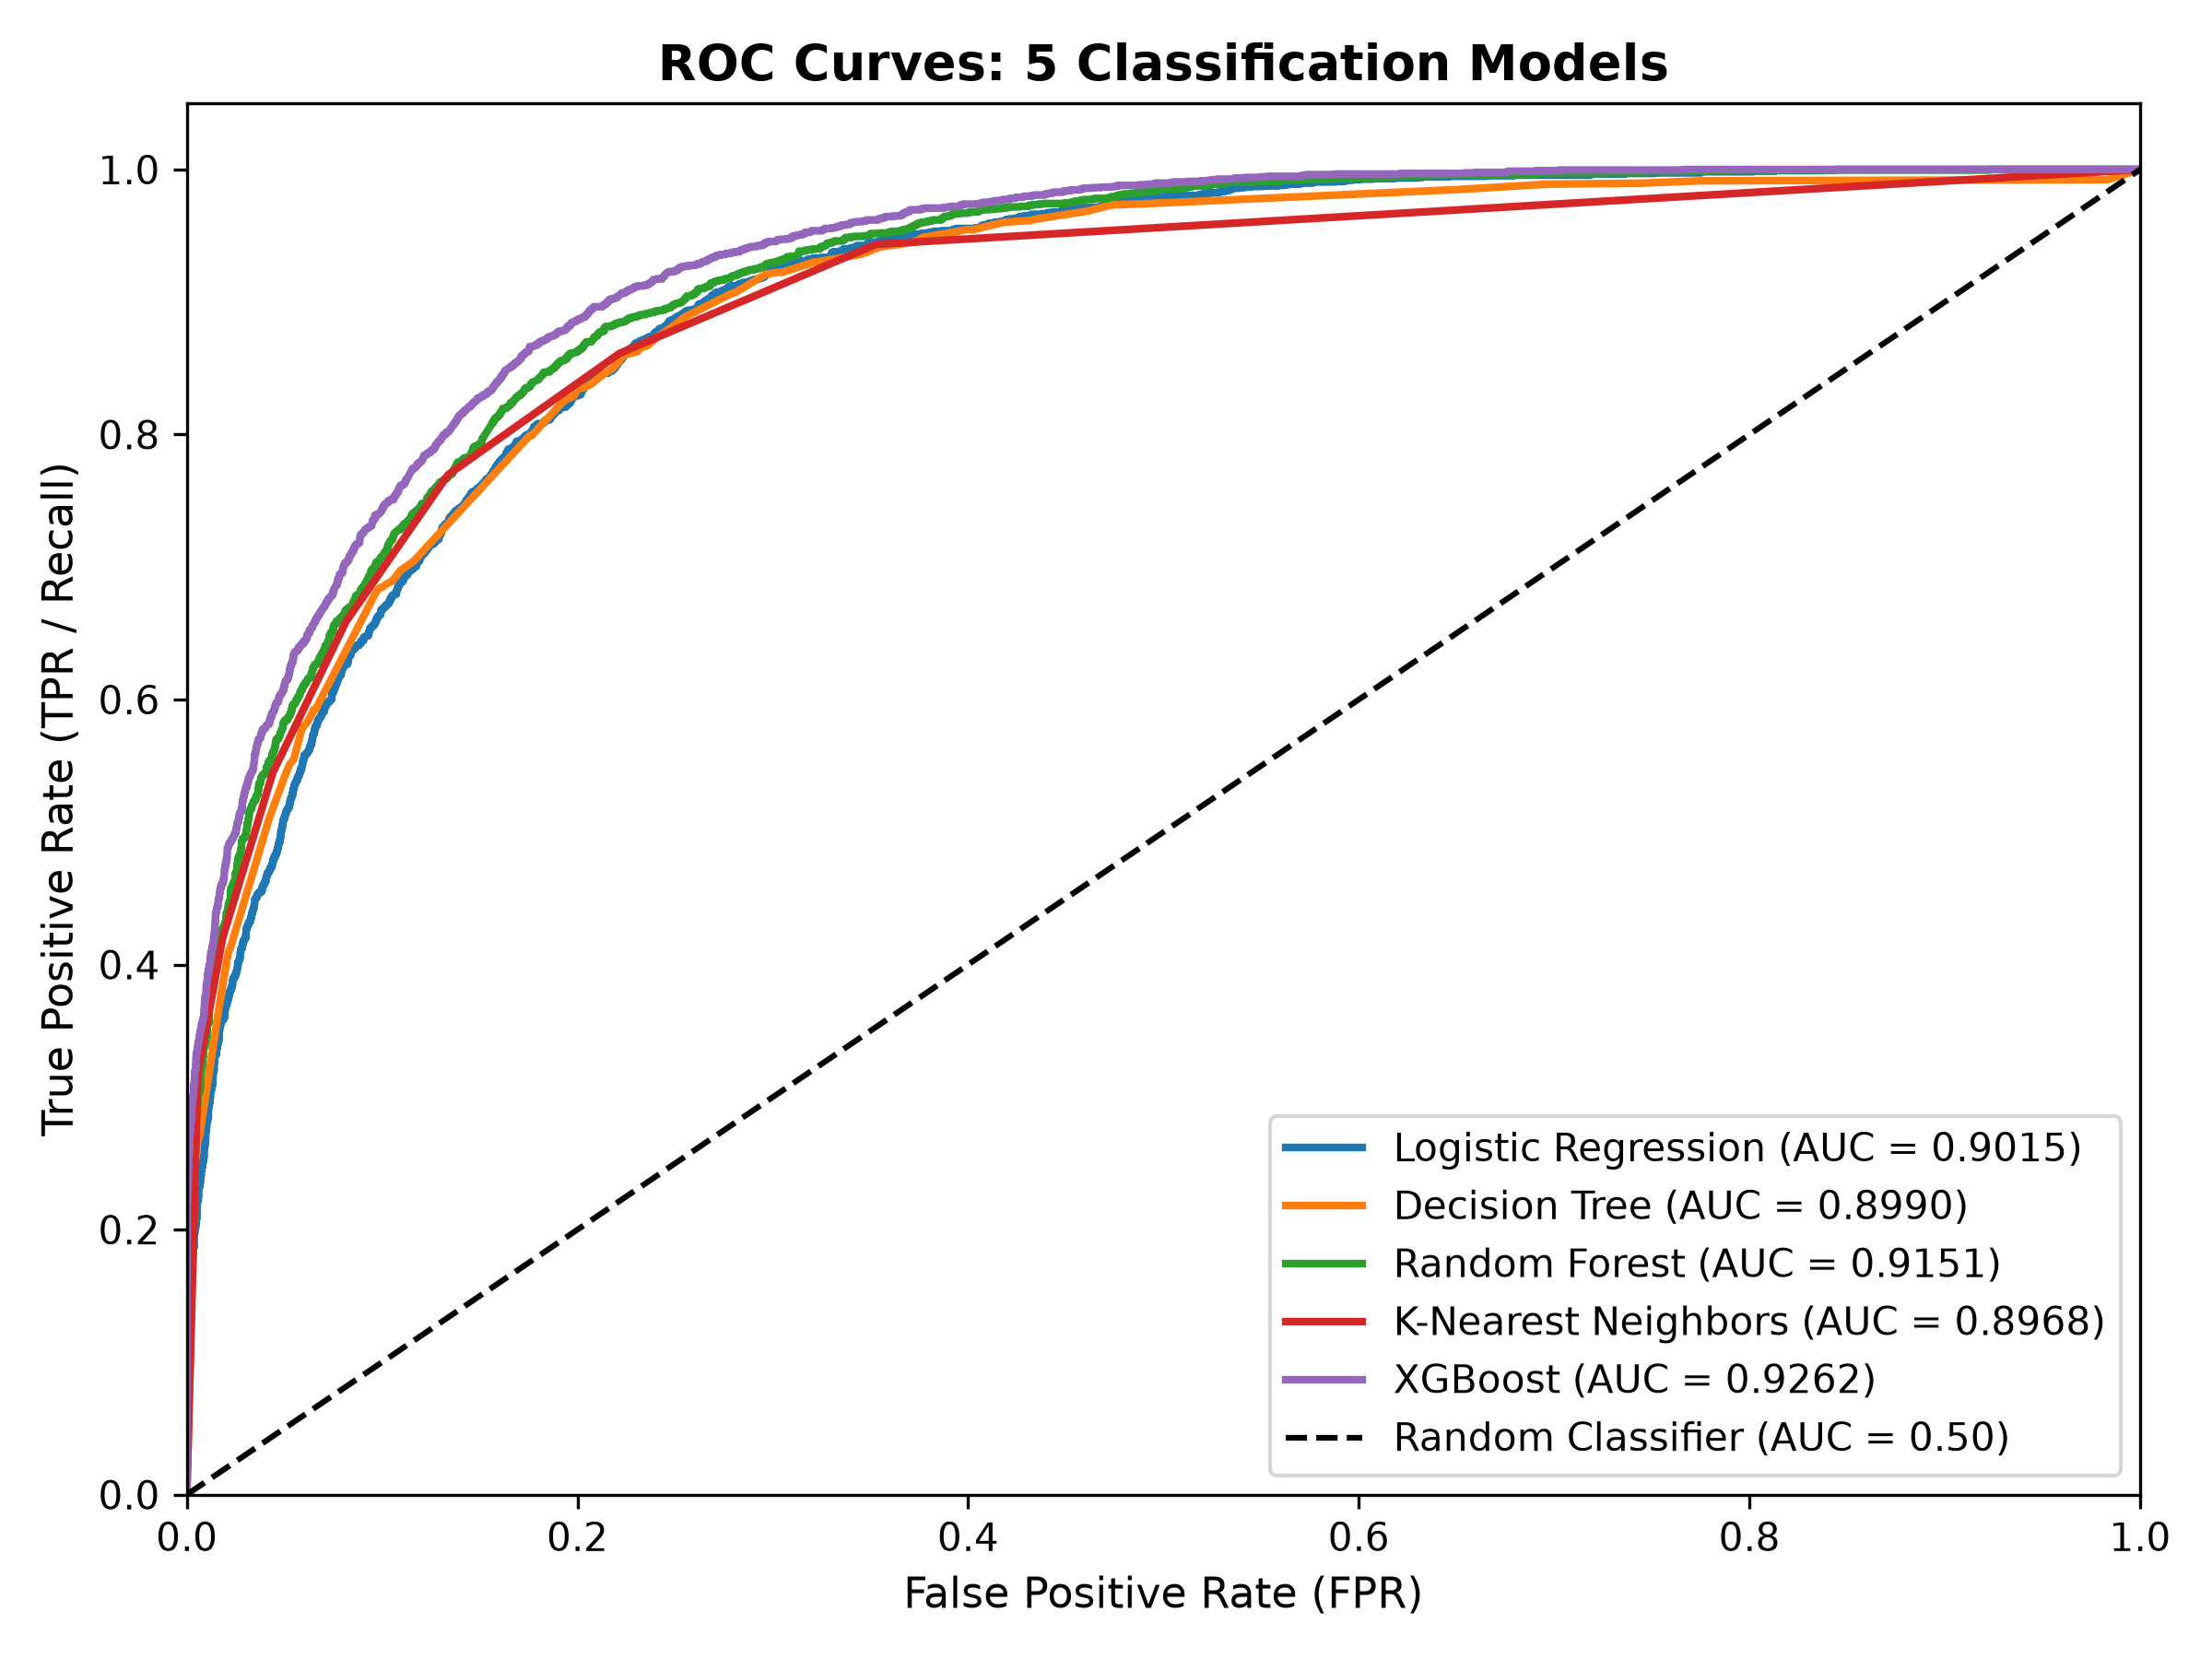 ROC Curves: 5 Classification Models
True Positive Rate (TPR / Recall)
1.0
0.8
0.6
0.4
0.2
0.0
0.0 0.2 0.4 0.6 0.8 1.0
False Positive Rate (FPR)
Logistic Regression (AUC = 0.9015)
Decision Tree (AUC = 0.8990)
Random Forest (AUC = 0.9151)
K-Nearest Neighbors (AUC = 0.8968)
XGBoost (AUC = 0.9262)
Random Classifier (AUC = 0.50)